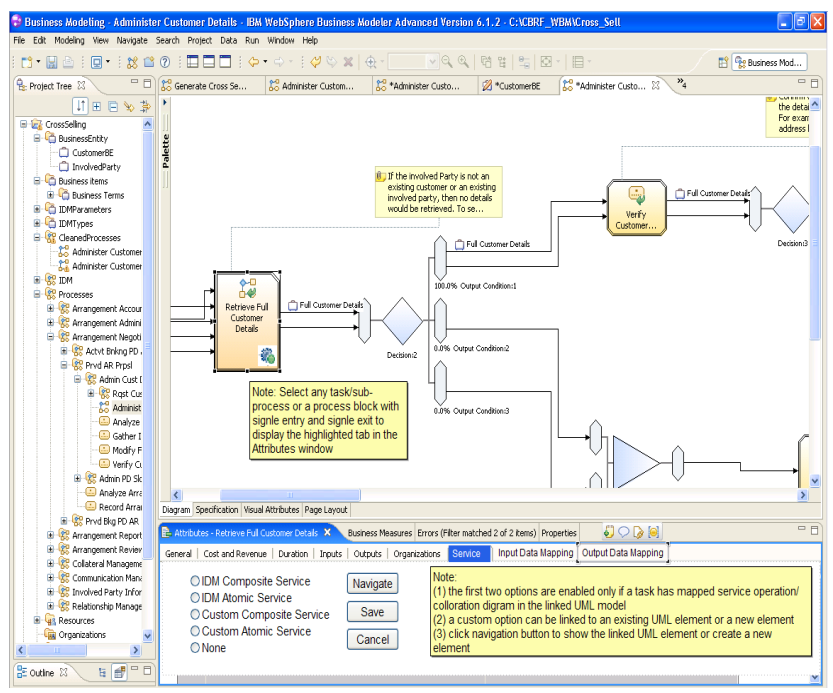 Business Modeling - Administer Customer Details - IBM WebSphere Business Modeler Advanced Version 6.1.2 - C:\CBRF_WBM\Cross_Sell
File Edit Modeling View Navigate Search Project Data Run Window Help
Business Mod...
Project Tree
Generate Cross Se...
Administer Custom...
*Administer Custo...
*CustomerBE
*Administer Custo...
4
CrossSelling
BusinessEntity
CustomerBE
InvolvedParty
Business items
Business Terms
IDMParameters
IDMTypes
CleanedProcesses
Administer Customer
Administer Customer
IDM
Processes
Arrangement Accour
Arrangement Admini
Arrangement Negoti
Actvt Bnkng PD
Prvd AR Prpsl
Admin Cust D
Rqst Cus
Administ
Analyze
Gather I
Modify F
Verify Cu
Admin PD Slc
Analyze Arra
Record Arrar
Prvd Bkg PD AR
Arrangement Report
Arrangement Review
Collateral Manageme
Communication Mana
Involved Party Infor
Relationship Manage
Resources
Organizations
Outline
Palette
the detai
For exam
address
If the involved Party is not an
existing customer or an existing
involved party, then no details
would be retrieved. To se...
Verify
Customer...
Full Customer Details
Decision:3
Full Customer Details
100.0% Output Condition:1
Retrieve Full
Customer
Details
Full Customer Details
Decision:2
0.0% Output Condition:2
0.0% Output Condition:3
Note: Select any task/sub-
process or a process block with
signle entry and signle exit to
display the highlighted tab in the
Attributes window
Diagram Specification Visual Attributes Page Layout
Attributes - Retrieve Full Customer Details
Business Measures Errors (Filter matched 2 of 2 items) Properties
General Cost and Revenue Duration Inputs Outputs Organizations Service Input Data Mapping Output Data Mapping
IDM Composite Service
IDM Atomic Service
Custom Composite Service
Custom Atomic Service
None
Navigate
Save
Cancel
Note:
(1) the first two options are enabled only if a task has mapped service operation/
colloration digram in the linked UML model
(2) a custom option can be linked to an existing UML element or a new element
(3) click navigation button to show the linked UML element or create a new
element